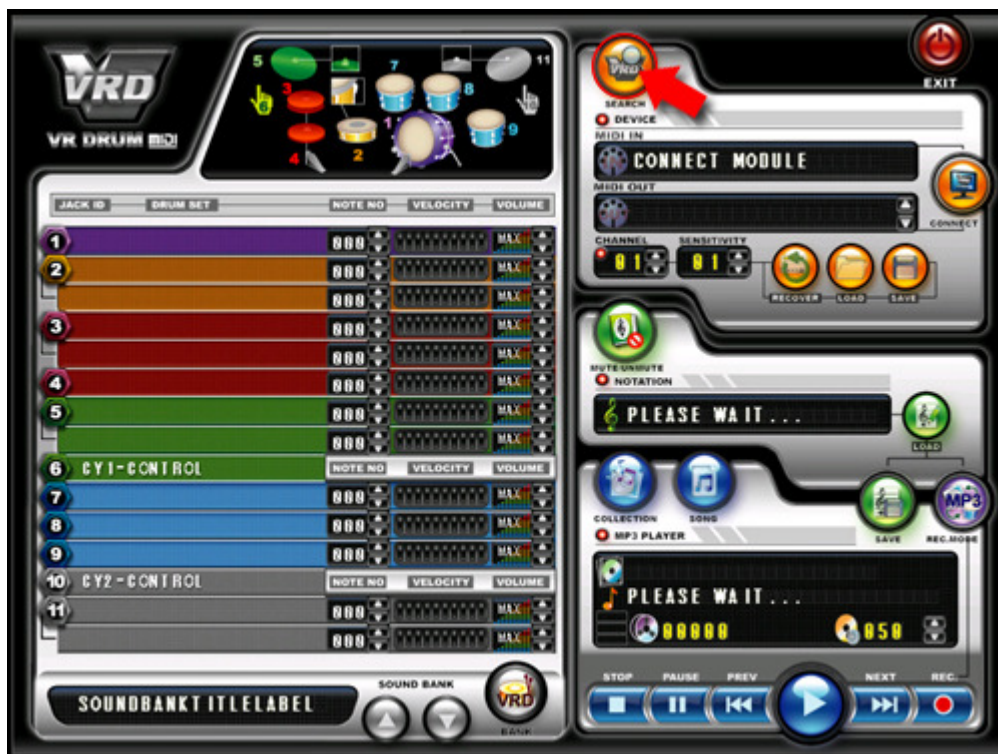 VRD
VR DRUM MIDI
5
11
7
3
8
6
1
9
4
2
VRD
SEARCH
EXIT
DEVICE
MIDI IN
CONNECT MODULE
MIDI OUT
CONNECT
CHANNEL SENSITIVITY
01 01
RECOVER LOAD SAVE
MUTE/UNMUTE
NOTATION
PLEASE WAIT...
LOAD
COLLECTION SONG
SAVE
MP3
REC.MODE
MP3 PLAYER
PLEASE WAIT...
00000 050
STOP PAUSE PREV NEXT REC.
JACK ID DRUM SET NOTE NO VELOCITY VOLUME
1 000 MAX
2 000 MAX
000 MAX
3 000 MAX
000 MAX
4 000 MAX
5 000 MAX
000 MAX
6 CY1-CONTROL NOTE NO VELOCITY VOLUME
7 000 MAX
8 000 MAX
9 000 MAX
10 CY2-CONTROL NOTE NO VELOCITY VOLUME
11 000 MAX
000 MAX
SOUNDBANKTITLELABEL
SOUND BANK
VRD
BANK